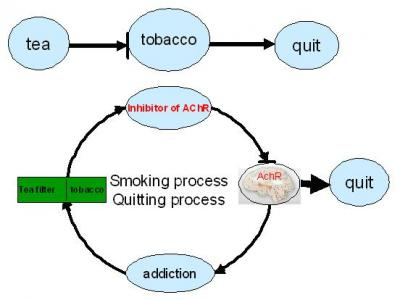 tea
tobacco
quit
Inhibitor of AChR
Tea filter
tobacco
Smoking process
Quitting process
AchR
quit
addiction